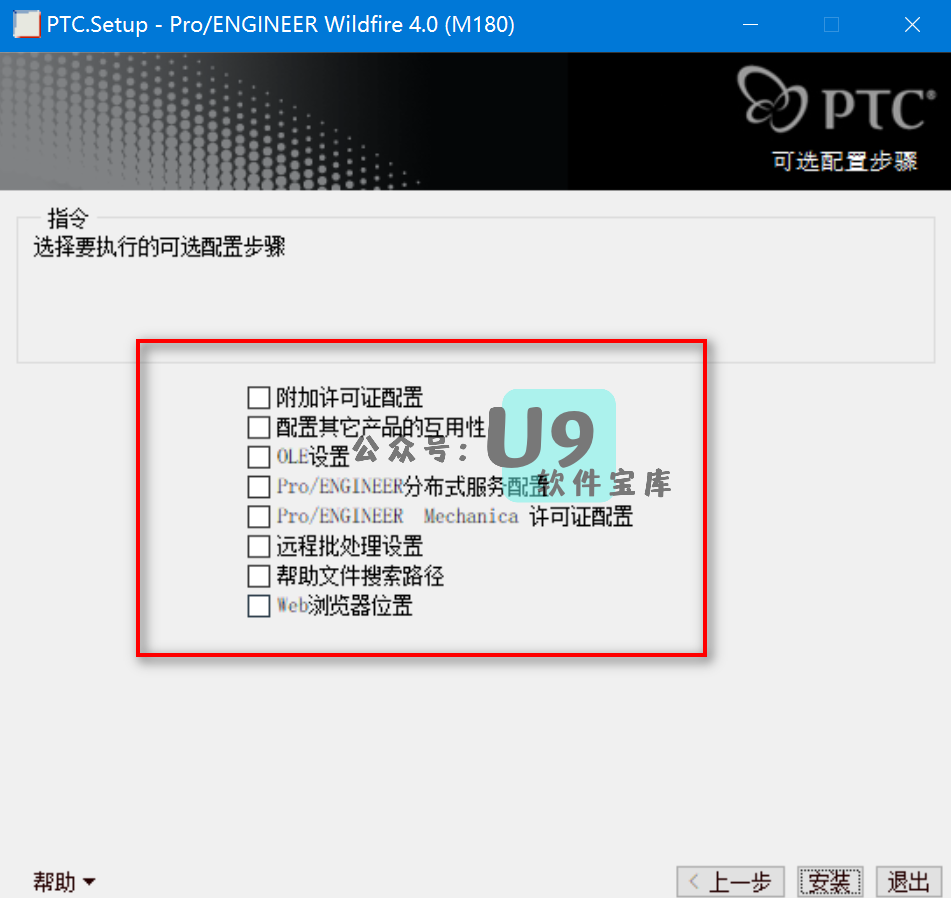 PTC.Setup - Pro/ENGINEER Wildfire 4.0 (M180)
PTC®
可选配置步骤
指令
选择要执行的可选配置步骤
附加许可证配置
配置其它产品的互用性
OLE设置
公众号：U9
软件宝库
Pro/ENGINEER分布式服务配置
Pro/ENGINEER Mechanica 许可证配置
远程批处理设置
帮助文件搜索路径
Web浏览器位置
帮助
< 上一步
安装
退出